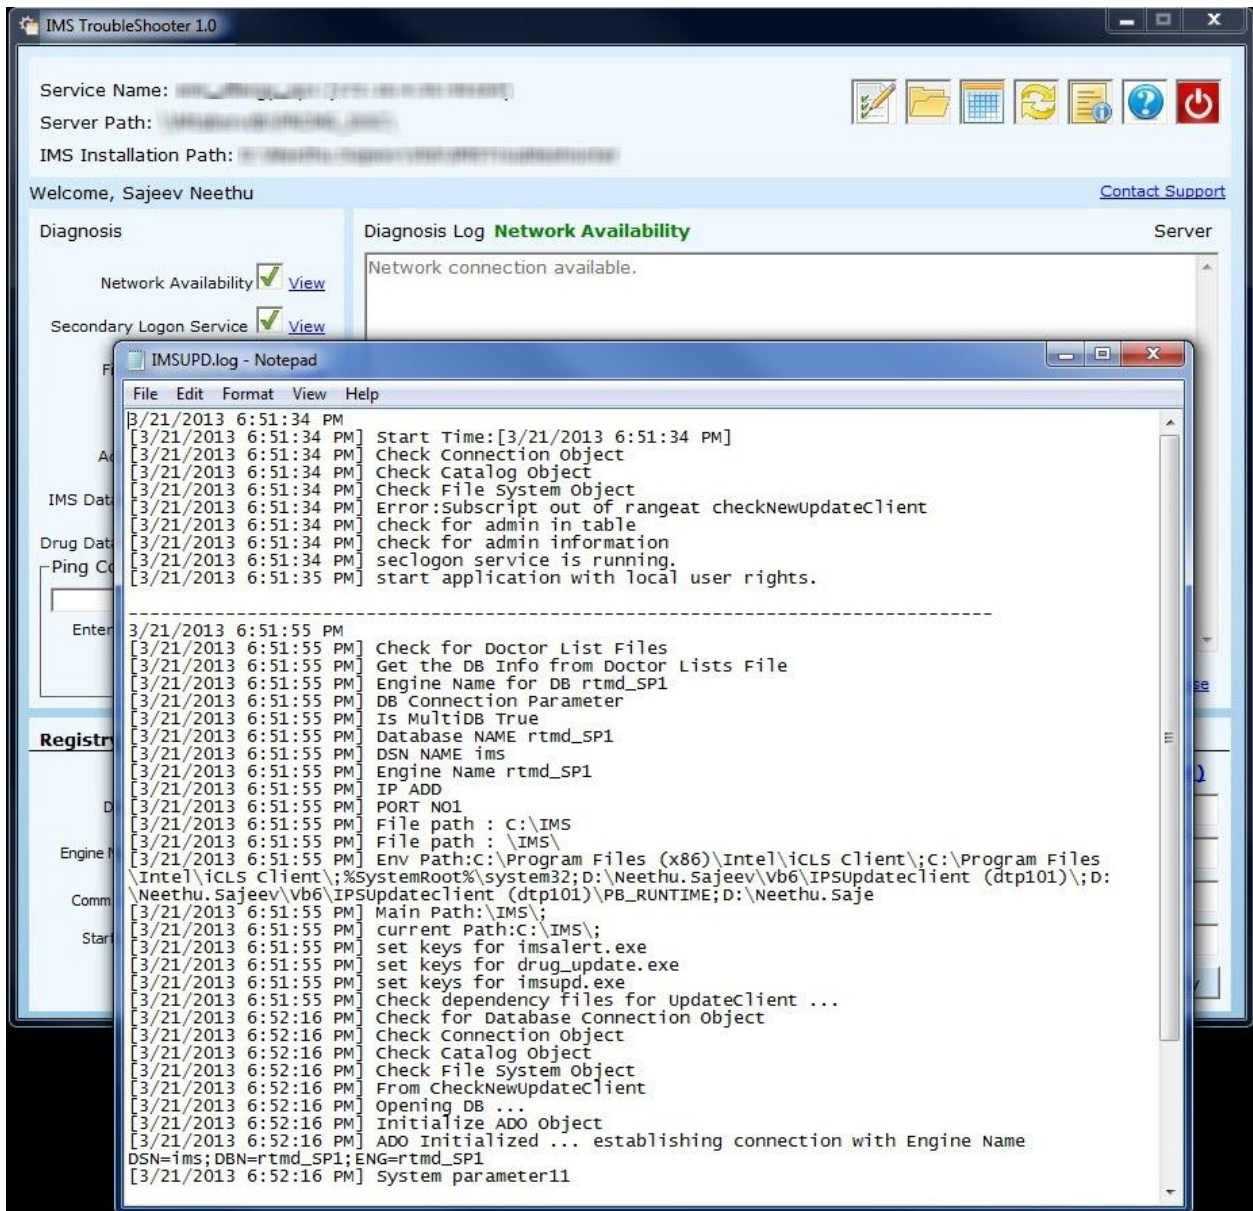 IMS TroubleShooter 1.0
Service Name:
Server Path:
IMS Installation Path:
Welcome, Sajeev Neethu
Contact Support
Diagnosis
Diagnosis Log Network Availability
Server
Network Availability View
Network connection available.
Secondary Logon Service View
IMS Data
Drug Data
Ping Co
Enter
Registry
Engine N
Comm
Start
IMSUPD.log - Notepad
File Edit Format View Help
3/21/2013 6:51:34 PM
[3/21/2013 6:51:34 PM] Start Time:[3/21/2013 6:51:34 PM]
[3/21/2013 6:51:34 PM] Check Connection Object
[3/21/2013 6:51:34 PM] Check Catalog Object
[3/21/2013 6:51:34 PM] Check File System Object
[3/21/2013 6:51:34 PM] Error:Subscript out of rangeat checkNewUpdateClient
[3/21/2013 6:51:34 PM] check for admin in table
[3/21/2013 6:51:34 PM] check for admin information
[3/21/2013 6:51:34 PM] seclogon service is running.
[3/21/2013 6:51:35 PM] start application with local user rights.
--------------------------------------------------------------------------------
3/21/2013 6:51:55 PM
[3/21/2013 6:51:55 PM] Check for Doctor List Files
[3/21/2013 6:51:55 PM] Get the DB Info from Doctor Lists File
[3/21/2013 6:51:55 PM] Engine Name for DB rtmd_SP1
[3/21/2013 6:51:55 PM] DB Connection Parameter
[3/21/2013 6:51:55 PM] Is MultiDB True
[3/21/2013 6:51:55 PM] Database NAME rtmd_SP1
[3/21/2013 6:51:55 PM] DSN NAME ims
[3/21/2013 6:51:55 PM] Engine Name rtmd_SP1
[3/21/2013 6:51:55 PM] IP ADD
[3/21/2013 6:51:55 PM] PORT NO1
[3/21/2013 6:51:55 PM] File path : C:\IMS
[3/21/2013 6:51:55 PM] File path : \IMS\
[3/21/2013 6:51:55 PM] Env Path:C:\Program Files (x86)\Intel\iCLS Client\;C:\Program Files
\Intel\iCLS Client\;%SystemRoot%\system32;D:\Neethu.Sajeev\Vb6\IPSUpdateclient (dtp101)\;D:
\Neethu.Sajeev\Vb6\IPSUpdateclient (dtp101)\PB_RUNTIME;D:\Neethu.Saje
[3/21/2013 6:51:55 PM] Main Path:\IMS\;
[3/21/2013 6:51:55 PM] current Path:C:\IMS\;
[3/21/2013 6:51:55 PM] set keys for imsalert.exe
[3/21/2013 6:51:55 PM] set keys for drug_update.exe
[3/21/2013 6:51:55 PM] set keys for imsupd.exe
[3/21/2013 6:51:55 PM] Check dependency files for UpdateClient ...
[3/21/2013 6:52:16 PM] Check for Database Connection Object
[3/21/2013 6:52:16 PM] Check Connection Object
[3/21/2013 6:52:16 PM] Check Catalog Object
[3/21/2013 6:52:16 PM] Check File System Object
[3/21/2013 6:52:16 PM] From CheckNewUpdateClient
[3/21/2013 6:52:16 PM] Opening DB ...
[3/21/2013 6:52:16 PM] Initialize ADO Object
[3/21/2013 6:52:16 PM] ADO Initialized ... establishing connection with Engine Name
DSN=ims;DBN=rtmd_SP1;ENG=rtmd_SP1
[3/21/2013 6:52:16 PM] System parameter11